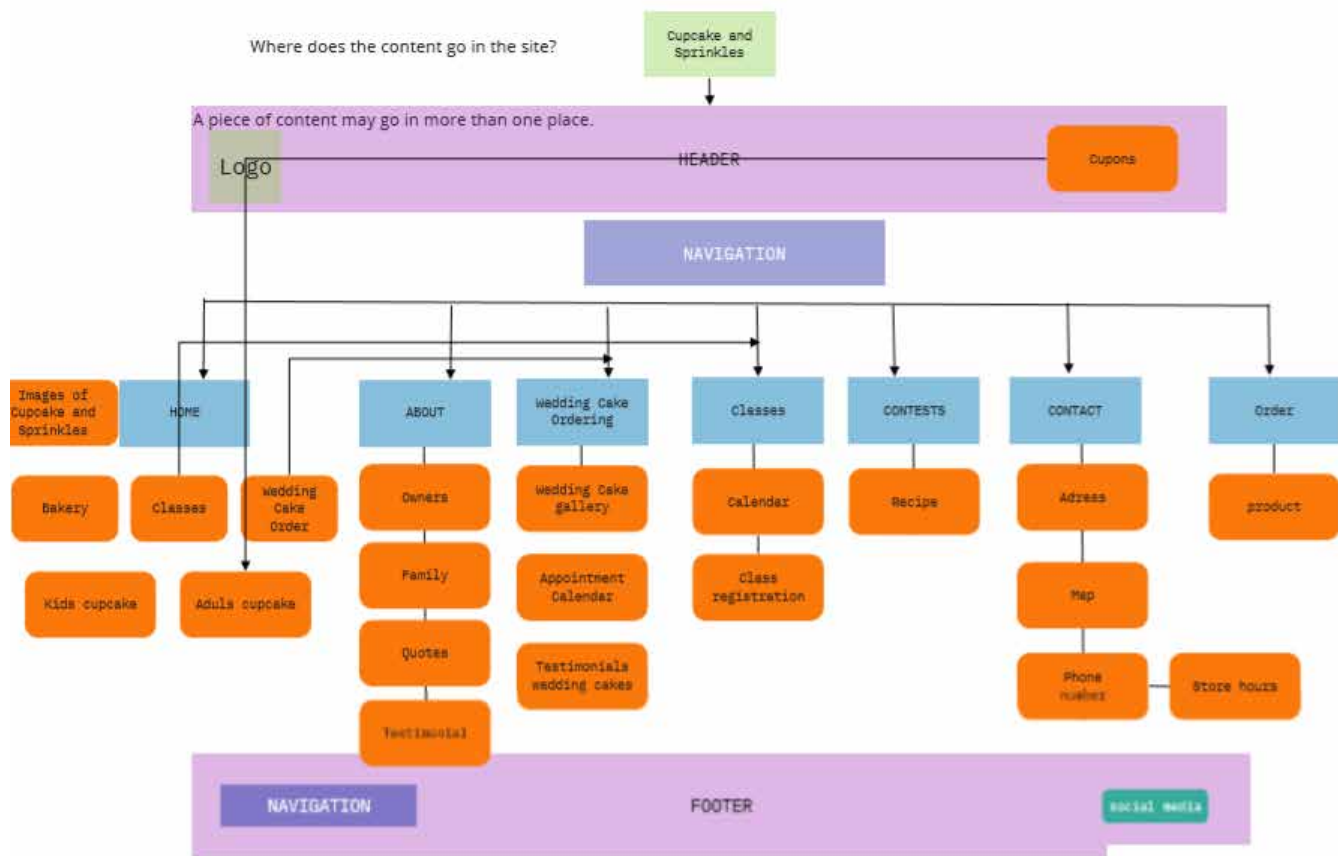 Where does the content go in the site?
Cupcake and
Sprinkles
A piece of content may go in more than one place.
Logo
HEADER
Cupons
NAVIGATION
Images of
Cupcake and
Sprinkles
HOME
ABOUT
Wedding Cake
Ordering
Classes
CONTESTS
CONTACT
Order
Bakery
Classes
Wedding
Cake
Order
Owners
Wedding Cake
gallery
Calendar
Recipe
Adress
product
Kids cupcake
Aduls cupcake
Family
Appointment
Calendar
Class
registration
Map
Quotes
Testimonials
wedding cakes
Phone
number
Store hours
Testimonial
NAVIGATION
FOOTER
social media